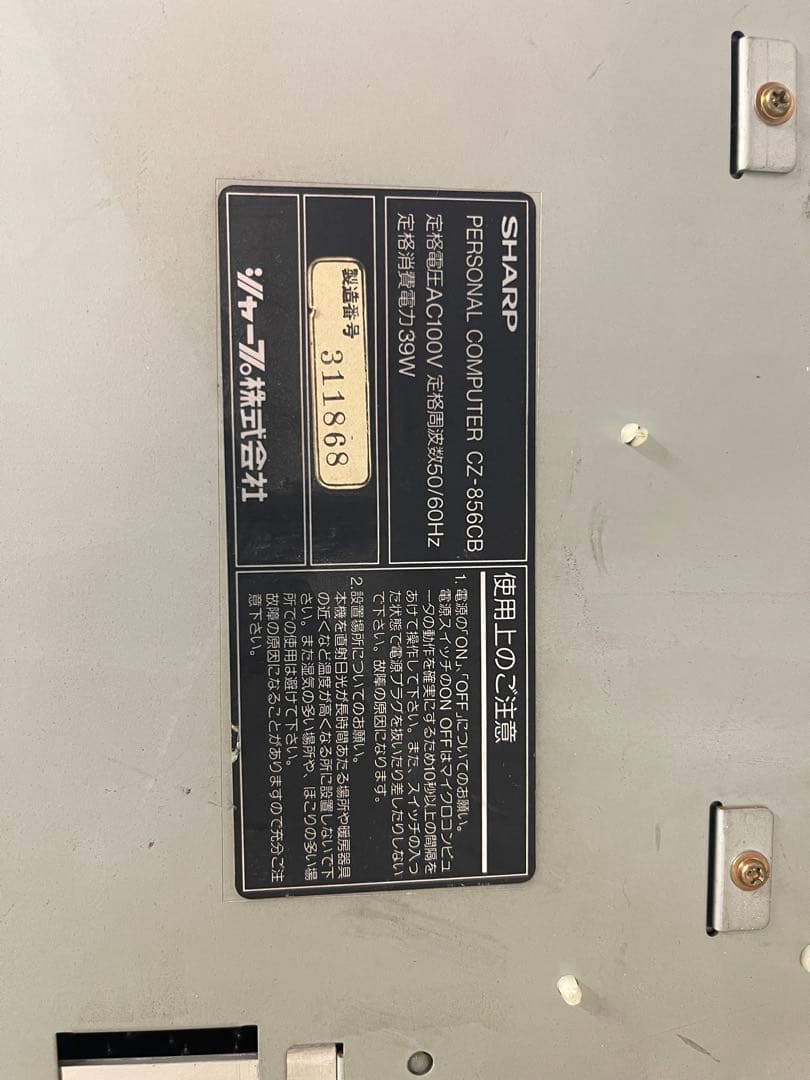 SHARP
PERSONAL COMPUTER CZ-856CB
定格電圧AC100V 定格周波数50/60Hz
定格消費電力39W
製造番号 311868
シャープ株式会社
使用上のご注意
1. 電源の「ON」、「OFF」についてのお願い。
電源スイッチのON OFFはマイクロコンピュ
ータの動作を確実にするため10秒以上の間隔を
あけて操作して下さい。また、スイッチの入っ
た状態で電源プラグを抜いたり差したりしない
で下さい。故障の原因になります。
2. 設置場所についてのお願い。
本機を直射日光が長時間あたる場所や暖房器具
の近くなど温度が高くなる所に設置しないで下
さい。また湿気の多い場所や、ほこりの多い場
所での使用は避けて下さい。
故障の原因になることがありますので充分ご注
意下さい。